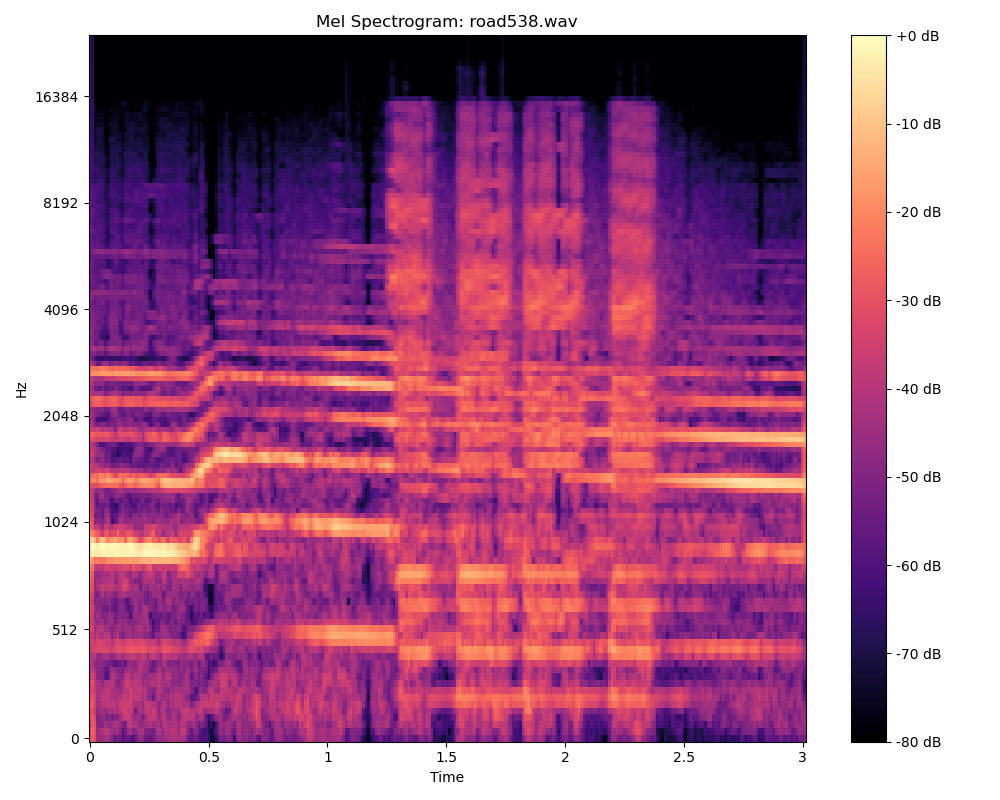 Mel Spectrogram: road538.wav
+0 dB
16384
-10 dB
8192
-20 dB
4096
-30 dB
Hz
-40 dB
2048
-50 dB
1024
-60 dB
512
-70 dB
0
-80 dB
0 0.5 1 1.5 2 2.5 3
Time